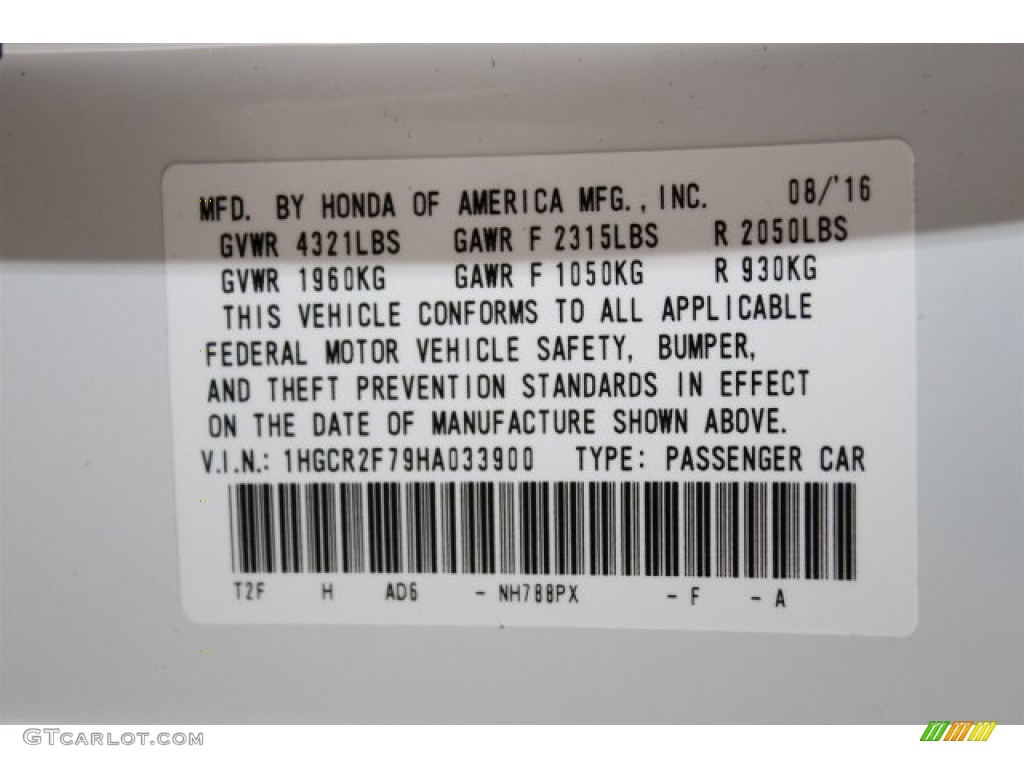 MFD. BY HONDA OF AMERICA MFG., INC. 08/'16
GVWR 4321LBS GAWR F 2315LBS R 2050LBS
GVWR 1960KG GAWR F 1050KG R 930KG
THIS VEHICLE CONFORMS TO ALL APPLICABLE
FEDERAL MOTOR VEHICLE SAFETY, BUMPER,
AND THEFT PREVENTION STANDARDS IN EFFECT
ON THE DATE OF MANUFACTURE SHOWN ABOVE.
V.I.N.: 1HGCR2F79HA033900 TYPE: PASSENGER CAR
T2F H AD6 - NH788PX - F - A
GTCARLOT.COM